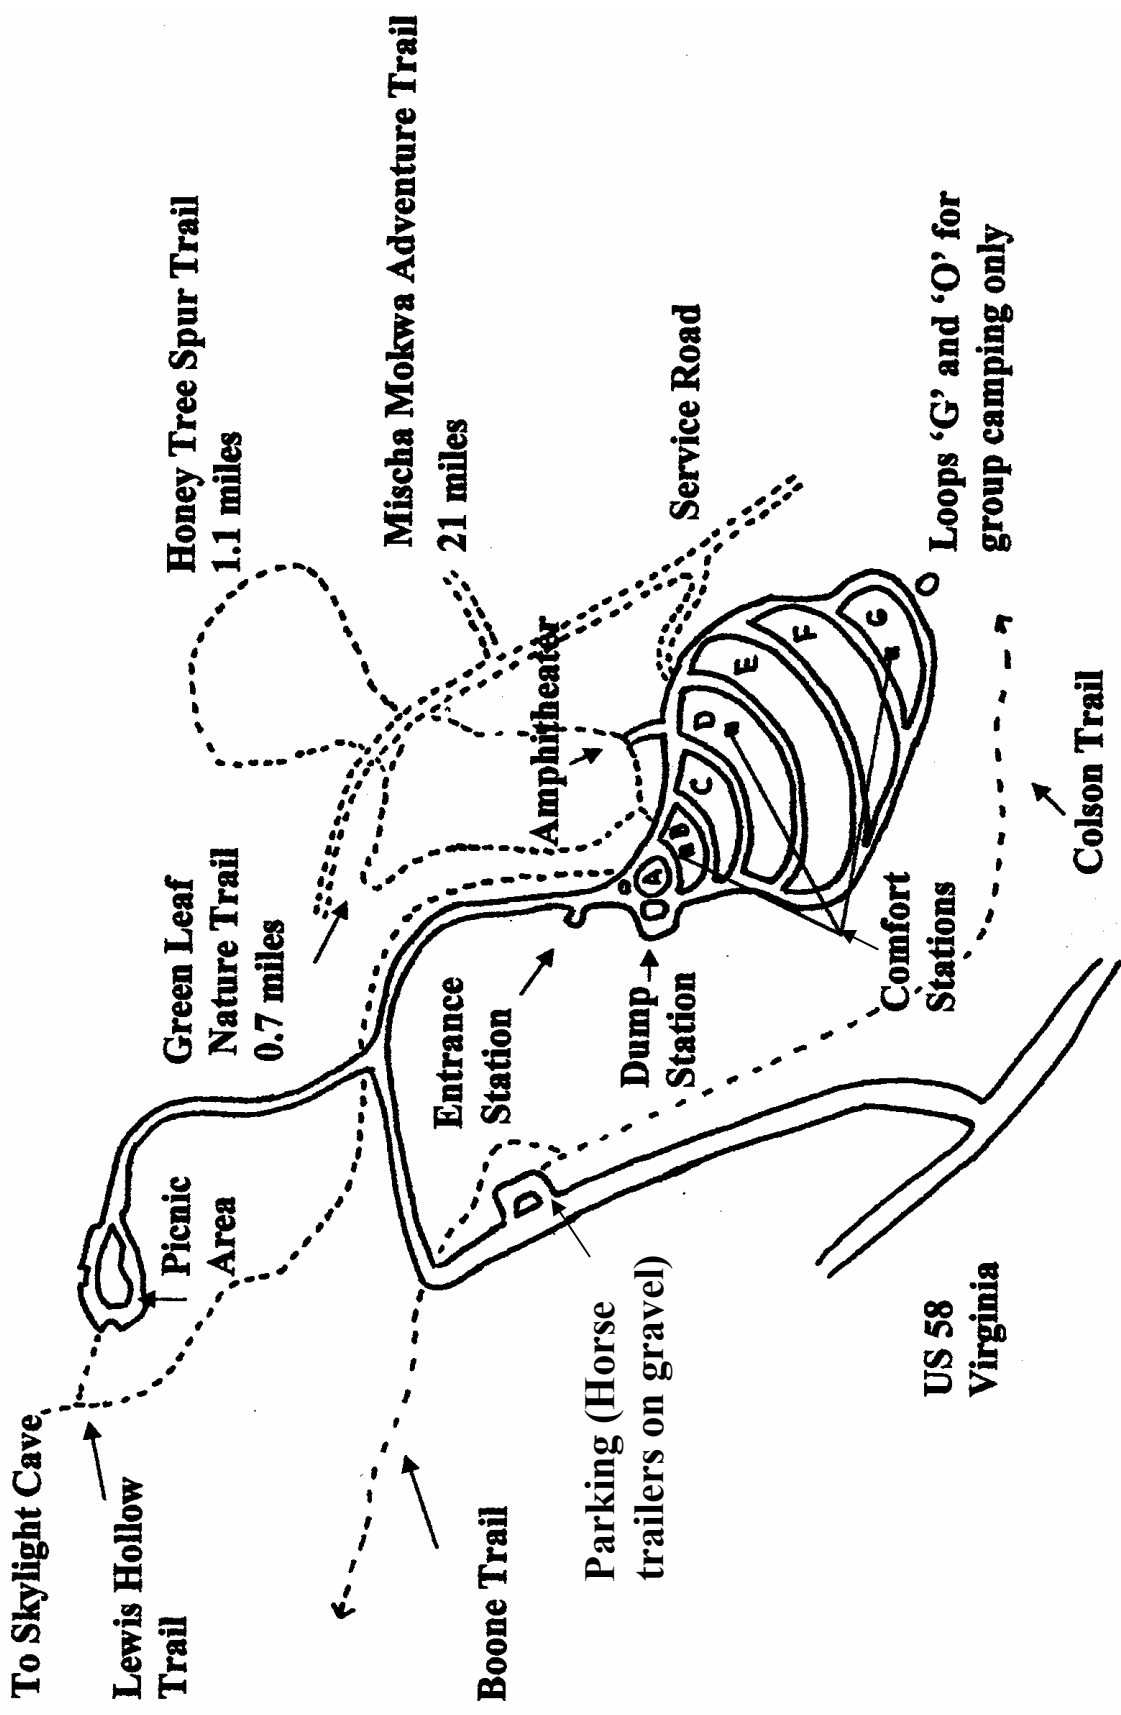 To Skylight Cave
Lewis Hollow
Trail
Picnic
Area
Green Leaf
Nature Trail
0.7 miles
Honey Tree Spur Trail
1.1 miles
Mischa Mokwa Adventure Trail
21 miles
Boone Trail
Entrance
Station
Amphitheater
Parking (Horse
trailers on gravel)
Dump
Station
Service Road
A
B
C
D
E
F
G
Comfort
Stations
Loops ‘G’ and ‘O’ for
group camping only
US 58
Virginia
Colson Trail